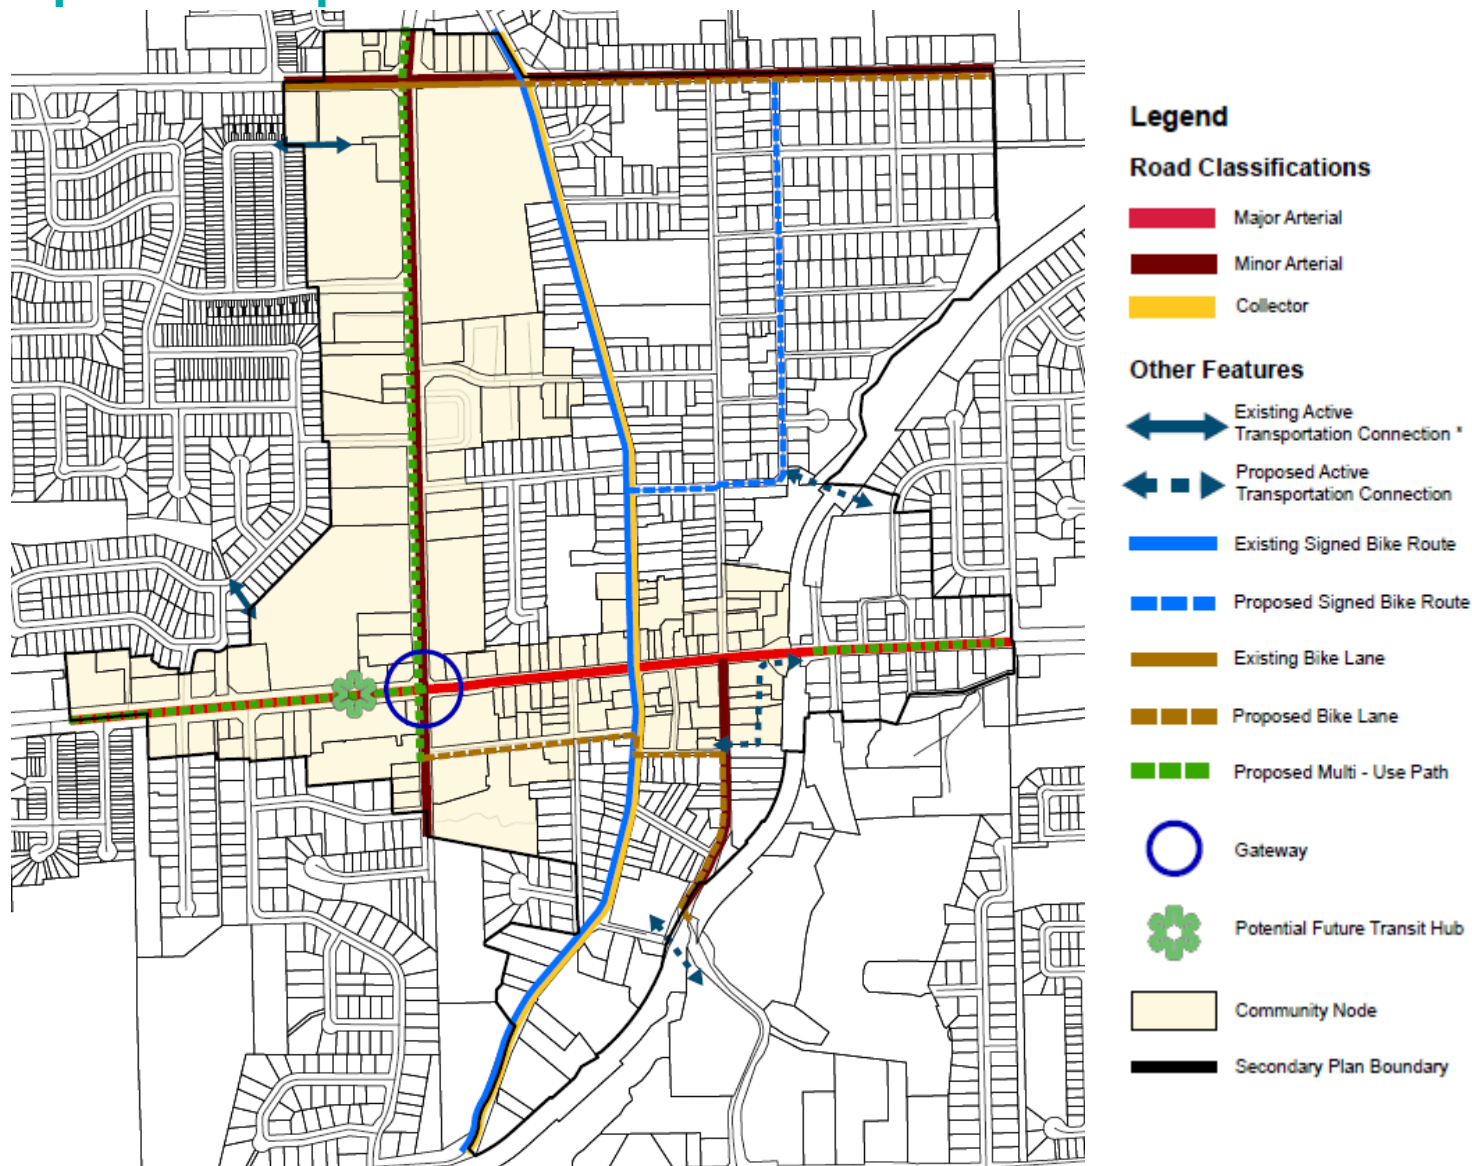 Legend
Road Classifications
Major Arterial
Minor Arterial
Collector
Other Features
Existing Active
Transportation Connection *
Proposed Active
Transportation Connection
Existing Signed Bike Route
Proposed Signed Bike Route
Existing Bike Lane
Proposed Bike Lane
Proposed Multi - Use Path
Gateway
Potential Future Transit Hub
Community Node
Secondary Plan Boundary